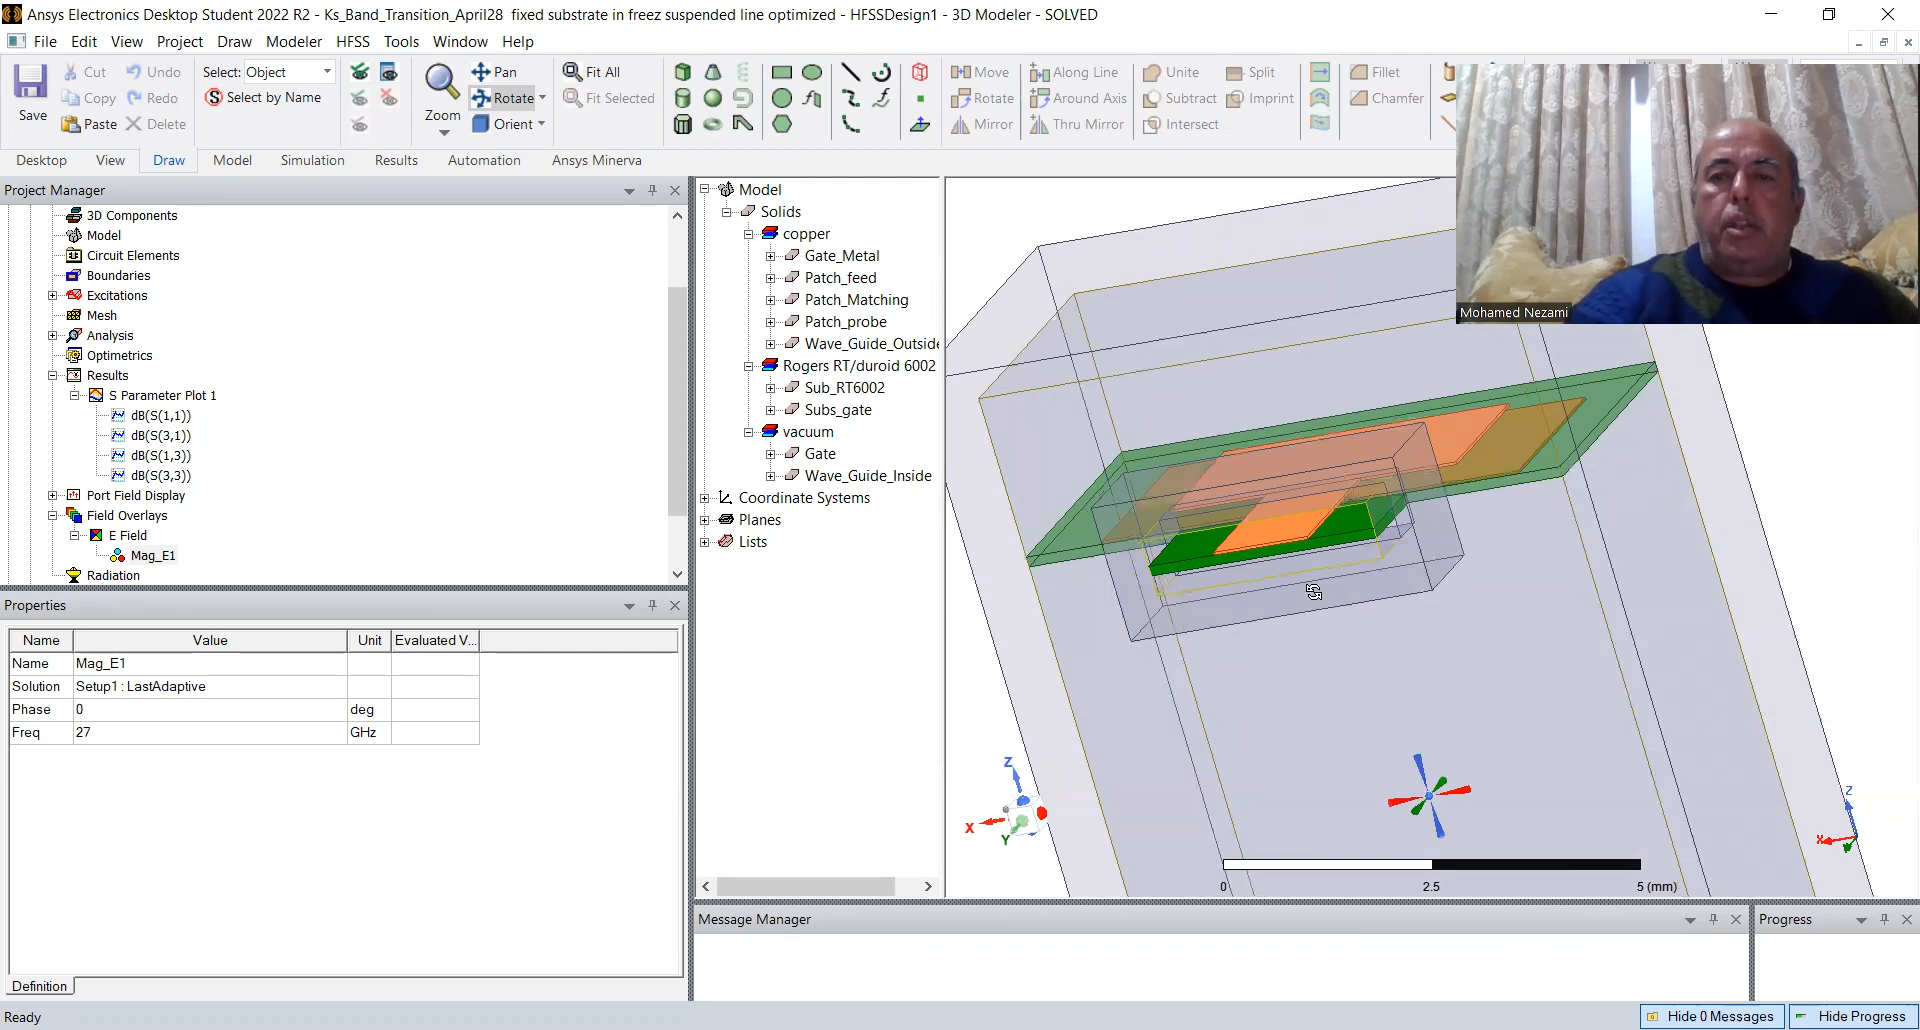 Ansys Electronics Desktop Student 2022 R2 - Ks_Band_Transition_April28  fixed substrate in freez suspended line optimized - HFSSDesign1 - 3D Modeler - SOLVED
File Edit View Project Draw Modeler HFSS Tools Window Help
Save
Cut Undo
Copy Redo
Paste Delete
Select: Object
Select by Name
Zoom
Pan
Rotate
Orient
Fit All
Fit Selected
Move Along Line Unite Split Fillet
Rotate Around Axis Subtract Imprint Chamfer
Mirror Thru Mirror Intersect
Desktop View Draw Model Simulation Results Automation Ansys Minerva
Project Manager
3D Components
Model
Circuit Elements
Boundaries
Excitations
Mesh
Analysis
Optimetrics
Results
S Parameter Plot 1
dB(S(1,1))
dB(S(3,1))
dB(S(1,3))
dB(S(3,3))
Port Field Display
Field Overlays
E Field
Mag_E1
Radiation
Properties
Name Value Unit Evaluated V...
Name Mag_E1
Solution Setup1 : LastAdaptive
Phase 0 deg
Freq 27 GHz
Definition
Model
Solids
copper
Gate_Metal
Patch_feed
Patch_Matching
Patch_probe
Wave_Guide_Outside
Rogers RT/duroid 6002
Sub_RT6002
Subs_gate
vacuum
Gate
Wave_Guide_Inside
Coordinate Systems
Planes
Lists
Mohamed Nezami
Z
X
Y
Z
X
0 2.5 5 (mm)
Message Manager
Progress
Ready
Hide 0 Messages
Hide Progress